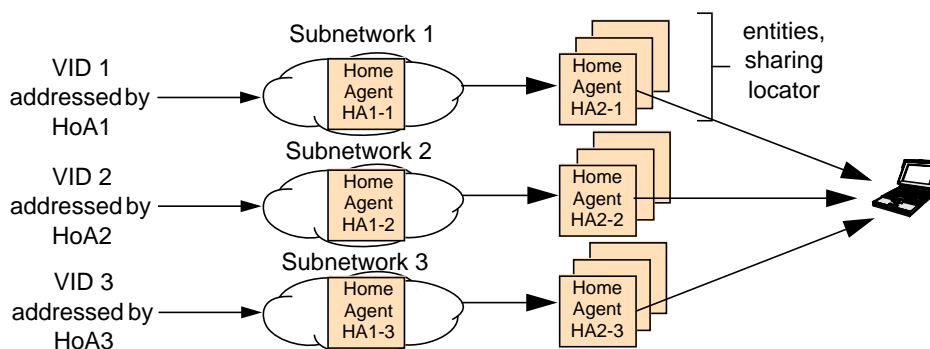 Subnetwork 1
VID 1
addressed by
HoA1
Home
Agent
HA1-1
Home
Agent
HA2-1
entities,
sharing
locator
Subnetwork 2
VID 2
addressed by
HoA2
Home
Agent
HA1-2
Home
Agent
HA2-2
Subnetwork 3
VID 3
addressed by
HoA3
Home
Agent
HA1-3
Home
Agent
HA2-3